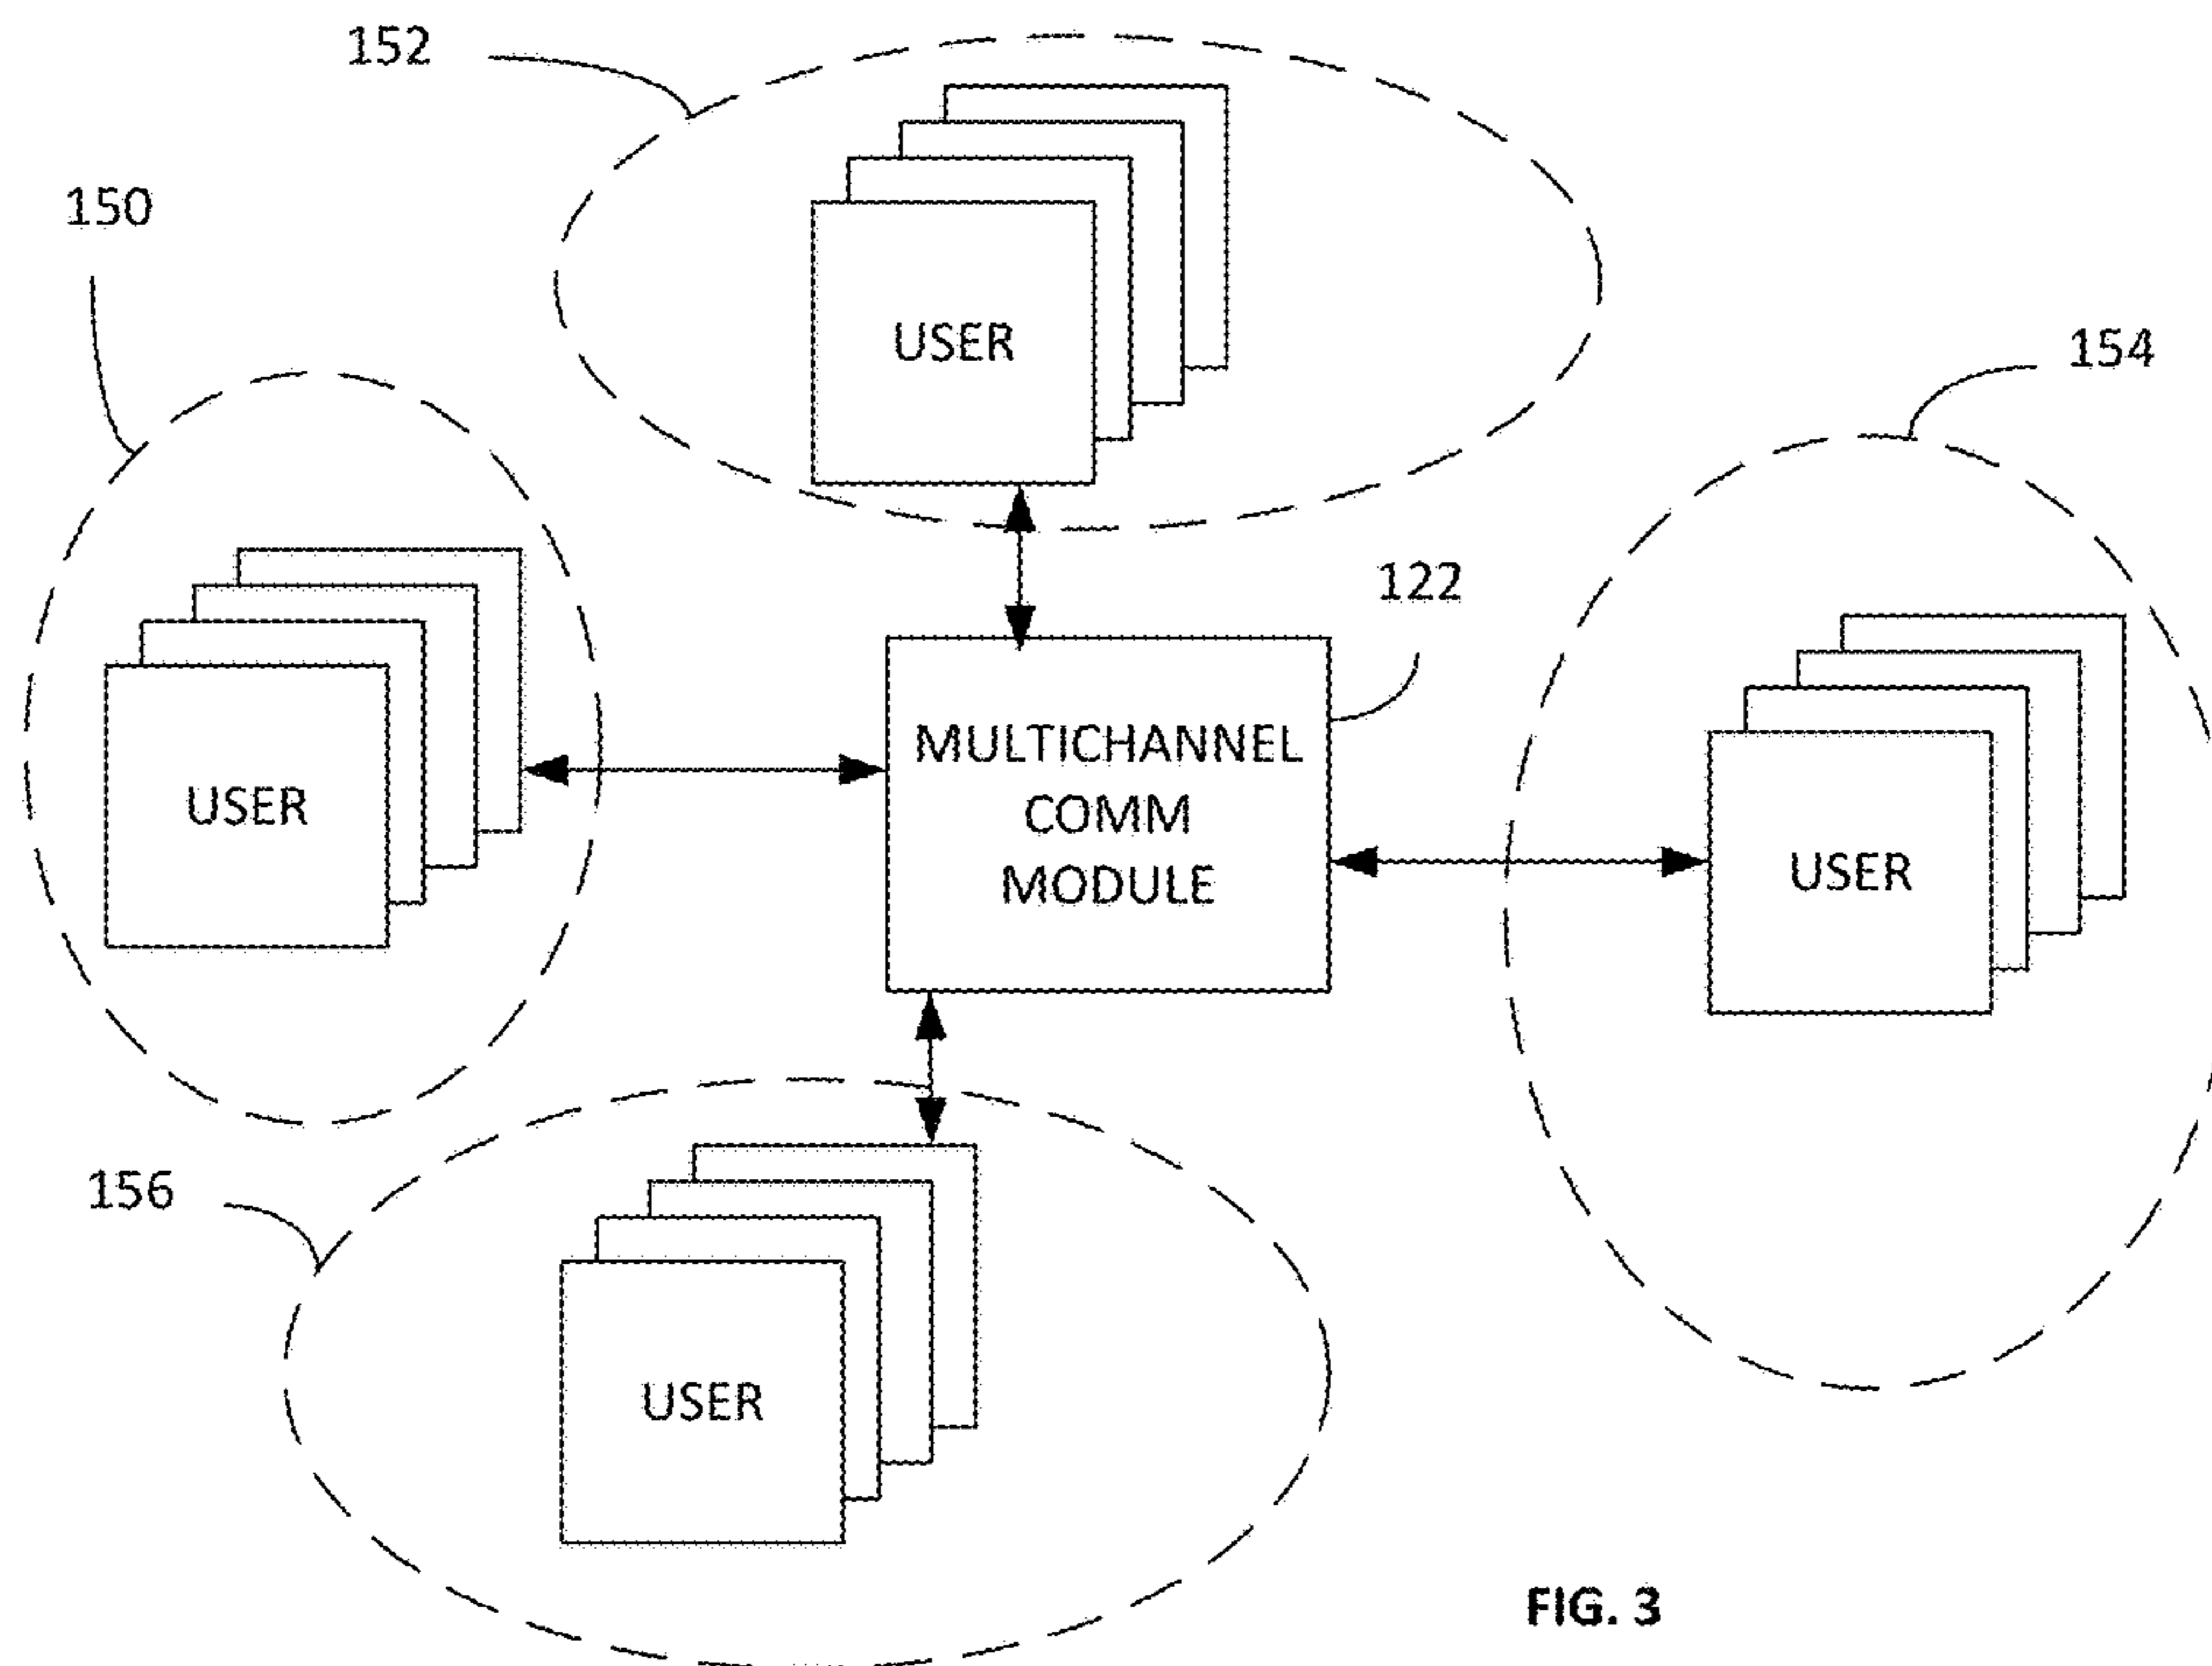 152
150
USER
154
122
USER
MULTICHANNEL
COMM
MODULE
USER
156
USER
FIG. 3